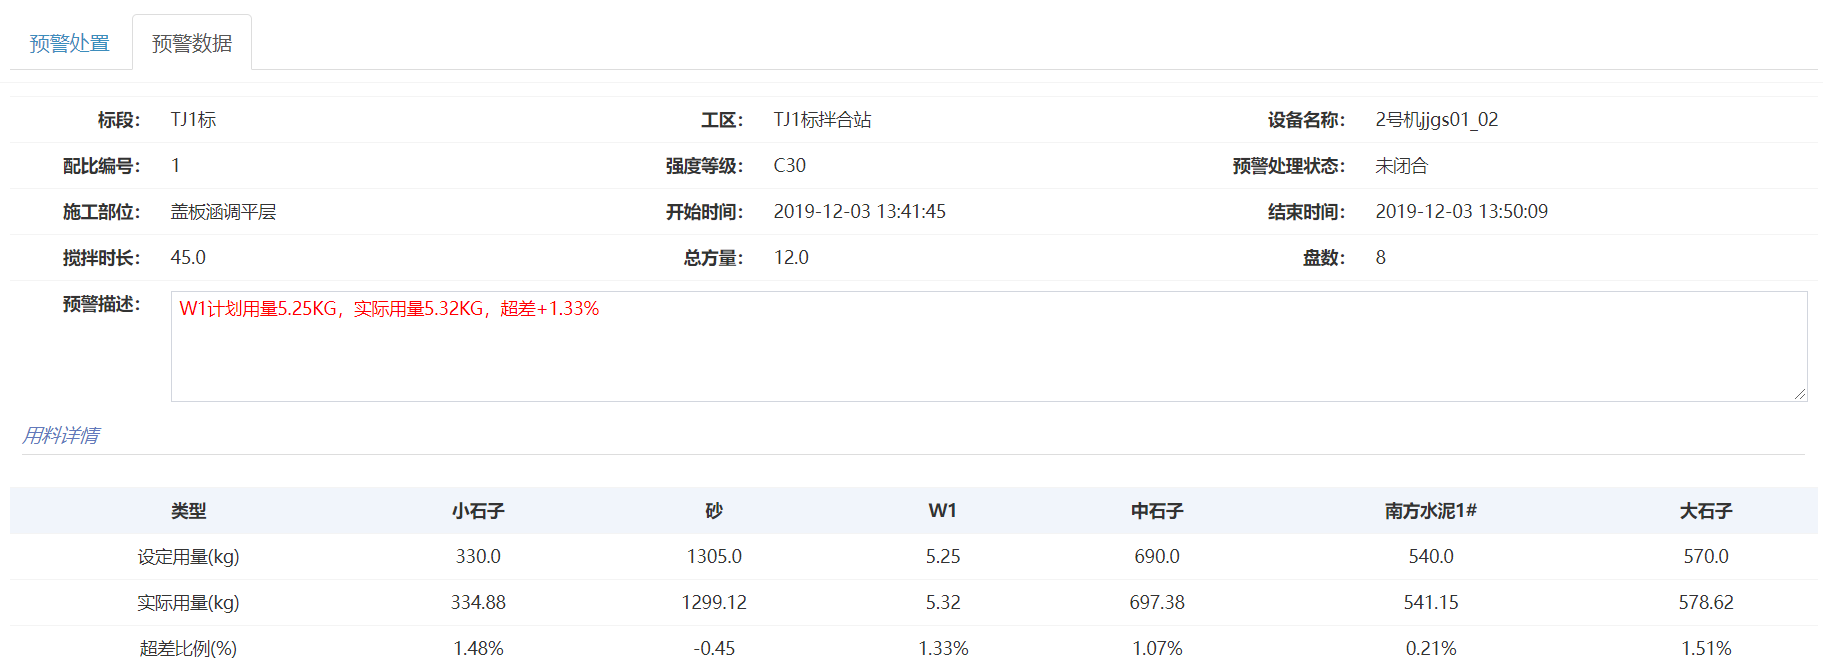 预警处置 预警数据
标段： TJ1标 工区： TJ1标拌合站 设备名称： 2号机jjgs01_02
配比编号： 1 强度等级： C30 预警处理状态： 未闭合
施工部位： 盖板涵调平层 开始时间： 2019-12-03 13:41:45 结束时间： 2019-12-03 13:50:09
搅拌时长： 45.0 总方量： 12.0 盘数： 8
预警描述： W1计划用量5.25KG，实际用量5.32KG，超差+1.33%
用料详情
类型 小石子 砂 W1 中石子 南方水泥1# 大石子
设定用量(kg) 330.0 1305.0 5.25 690.0 540.0 570.0
实际用量(kg) 334.88 1299.12 5.32 697.38 541.15 578.62
超差比例(%) 1.48% -0.45 1.33% 1.07% 0.21% 1.51%